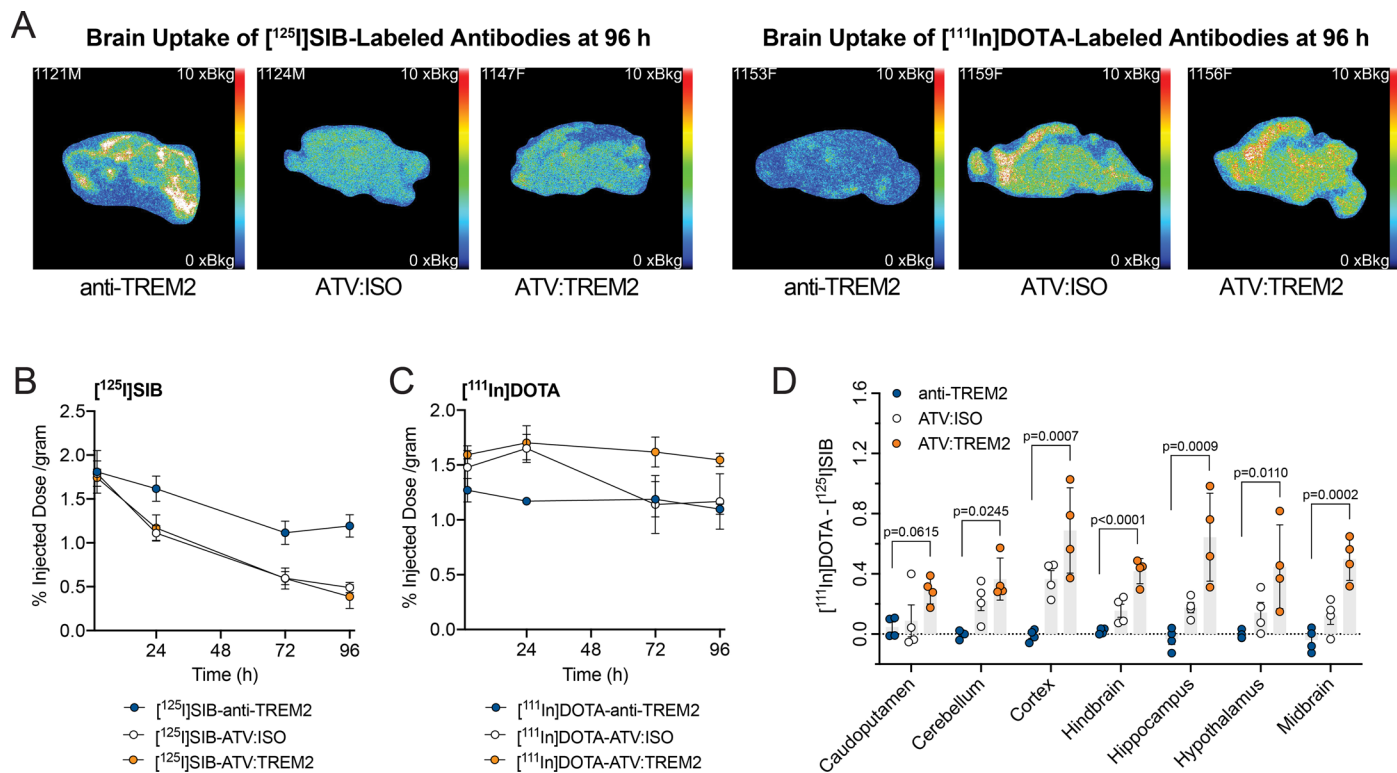 A
Brain Uptake of [¹²⁵I]SIB-Labeled Antibodies at 96 h
Brain Uptake of [¹¹¹In]DOTA-Labeled Antibodies at 96 h
1121M 10 xBkg
1124M 10 xBkg
1147F 10 xBkg
1153F 10 xBkg
1159F 10 xBkg
1156F 10 xBkg
0 xBkg
0 xBkg
0 xBkg
0 xBkg
0 xBkg
0 xBkg
anti-TREM2
ATV:ISO
ATV:TREM2
anti-TREM2
ATV:ISO
ATV:TREM2
B
[¹²⁵I]SIB
% Injected Dose /gram
2.5
2.0
1.5
1.0
0.5
0.0
24 48 72 96
Time (h)
[¹²⁵I]SIB-anti-TREM2
[¹²⁵I]SIB-ATV:ISO
[¹²⁵I]SIB-ATV:TREM2
C
[¹¹¹In]DOTA
% Injected Dose /gram
2.0
1.5
1.0
0.5
0.0
24 48 72 96
Time (h)
[¹¹¹In]DOTA-anti-TREM2
[¹¹¹In]DOTA-ATV:ISO
[¹¹¹In]DOTA-ATV:TREM2
D
[¹¹¹In]DOTA - [¹²⁵I]SIB
1.6
1.2
0.8
0.4
0.0
anti-TREM2
ATV:ISO
ATV:TREM2
p=0.0615
p=0.0245
p=0.0007
p<0.0001
p=0.0009
p=0.0110
p=0.0002
Caudoputamen
Cerebellum
Cortex
Hindbrain
Hippocampus
Hypothalamus
Midbrain